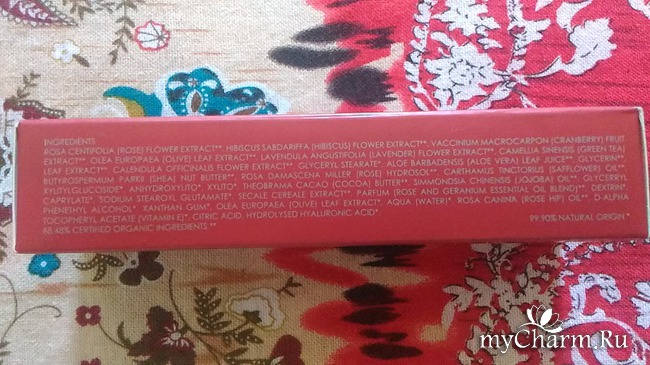 INGREDIENTS
ROSA CENTIFOLIA (ROSE) FLOWER EXTRACT**, HIBISCUS SABDARIFFA (HIBISCUS) FLOWER EXTRACT**, VACCINIUM MACROCARPON (CRANBERRY) FRUIT
EXTRACT**, OLEA EUROPAEA (OLIVE) LEAF EXTRACT**, LAVENDULA ANGUSTIFOLIA (LAVENDER) FLOWER EXTRACT**, CAMELLIA SINENSIS (GREEN TEA)
LEAF EXTRACT**, CALENDULA OFFICINALIS FLOWER EXTRACT**, GLYCERYL STEARATE*, ALOE BARBADENSIS (ALOE VERA) LEAF JUICE**, GLYCERIN*
BUTYROSPERMUM PARKII (SHEA) NUT BUTTER**, ROSA DAMASCENA MILLER (ROSE) HYDROSOL*, CARTHAMUS TINCTORIUS (SAFFLOWER) OIL**,
XYLITYLGLUCOSIDE*, ANHYDROXYLITO*, XYLITO*, THEOBRAMA CACAO (COCOA) BUTTER**, SIMMONDSIA CHINENSIS (JOJOBA) OIL**, GLYCERYL
CAPRYLATE*, SODIUM STEAROYL GLUTAMATE*, SECALE CEREALE EXTRACT**, PARFUM (ROSE AND GERANIUM ESSENTIAL OIL BLEND)**, DEXTRIN*,
PHENETHYL ALCOHOL*, XANTHAN GUM*, OLEA EUROPAEA (OLIVE) FRUIT EXTRACT**, AQUA (WATER)*, ROSA CANINA (ROSE HIP) OIL**, D-ALPHA
TOCOPHERYL ACETATE (VITAMIN E)*, CITRIC ACID, HYDROLYSED HYALURONIC ACID*
99.90% NATURAL ORIGIN *
88.48% CERTIFIED ORGANIC INGREDIENTS **
myCharm.Ru